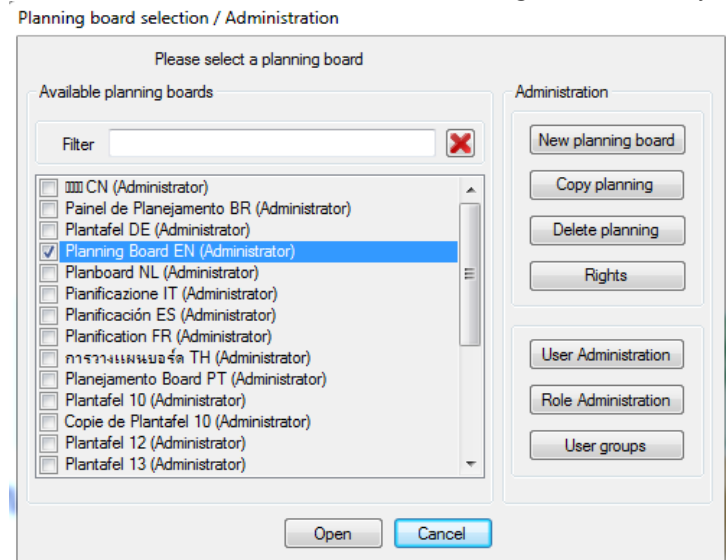 Planning board selection / Administration
Please select a planning board
Available planning boards
Filter
CN (Administrator)
Painel de Planejamento BR (Administrator)
Plantafel DE (Administrator)
Planning Board EN (Administrator)
Planboard NL (Administrator)
Pianificazione IT (Administrator)
Planificación ES (Administrator)
Planification FR (Administrator)
การวางแผนบอร์ด TH (Administrator)
Planejamento Board PT (Administrator)
Plantafel 10 (Administrator)
Copie de Plantafel 10 (Administrator)
Plantafel 12 (Administrator)
Plantafel 13 (Administrator)
Administration
New planning board
Copy planning
Delete planning
Rights
User Administration
Role Administration
User groups
Open
Cancel